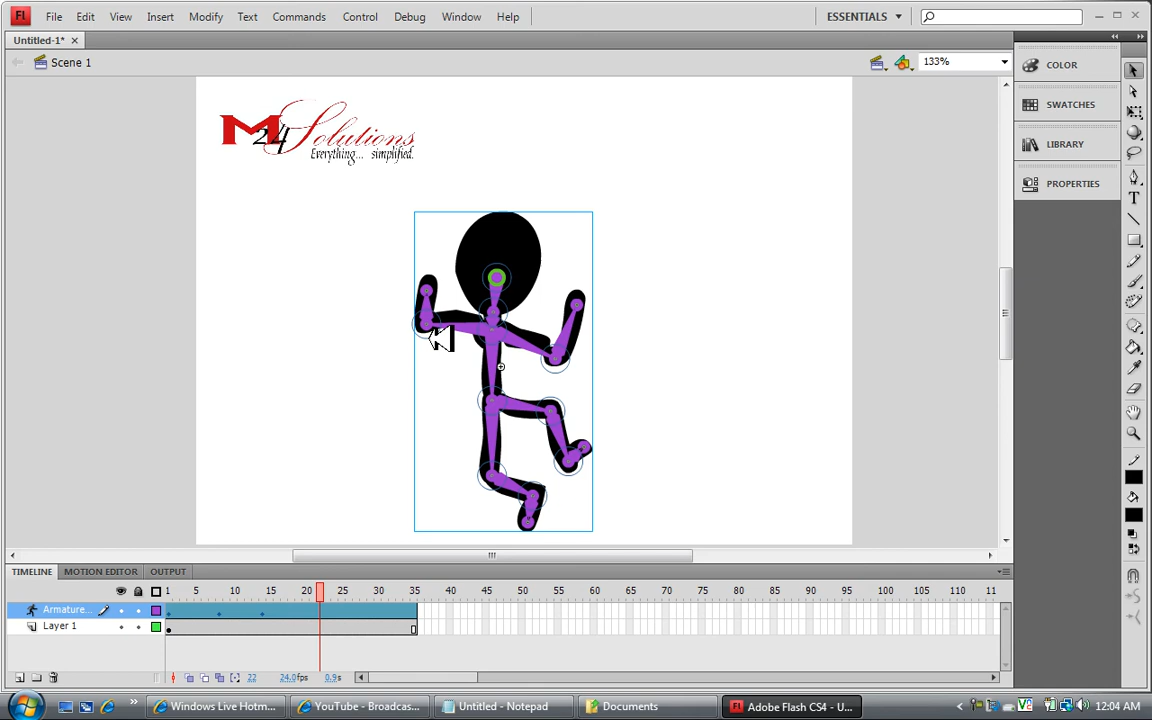 Fl File Edit View Insert Modify Text Commands Control Debug Window Help ESSENTIALS
Untitled-1*
Scene 1 133%
COLOR
SWATCHES
LIBRARY
PROPERTIES
M24 Solutions
Everything... simplified.
TIMELINE MOTION EDITOR OUTPUT
1 5 10 15 20 25 30 35 40 45 50 55 60 65 70 75 80 85 90 95 100 105 110 11
Armature...
Layer 1
22 24.0fps 0.9s
Windows Live Hotm... YouTube - Broadcas... Untitled - Notepad Documents Adobe Flash CS4 - U... 12:04 AM